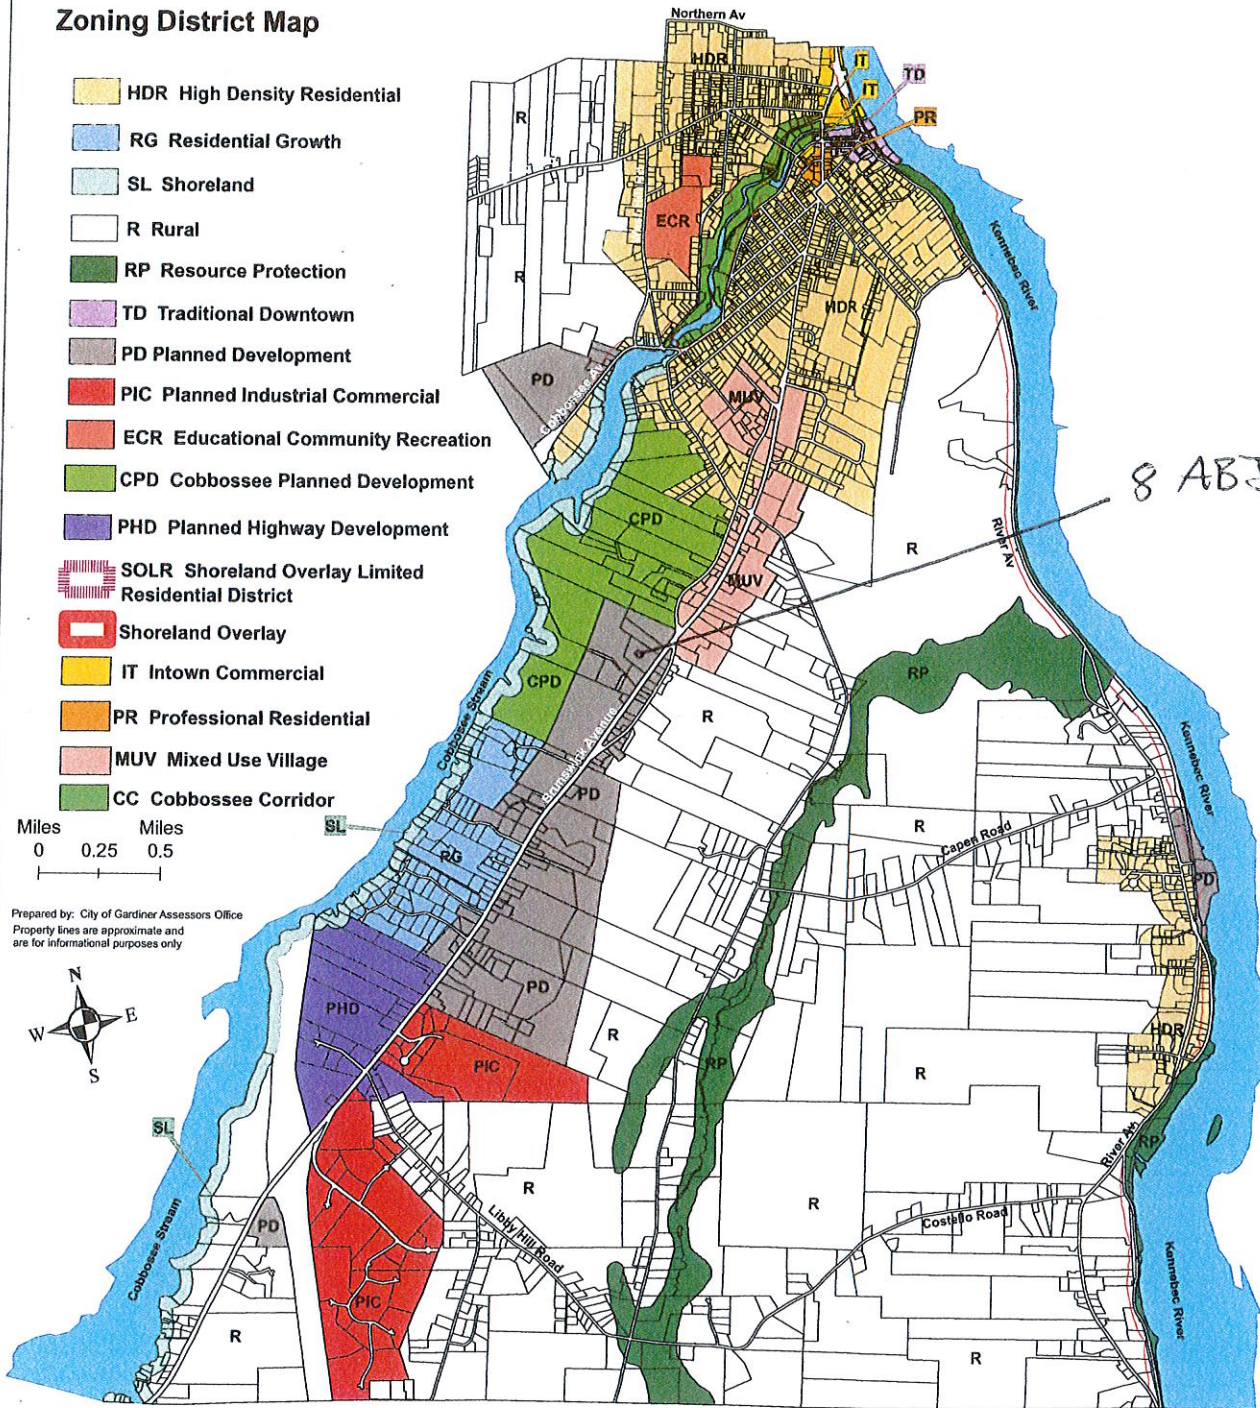 Zoning District Map
HDR High Density Residential
RG Residential Growth
SL Shoreland
R Rural
RP Resource Protection
TD Traditional Downtown
PD Planned Development
PIC Planned Industrial Commercial
ECR Educational Community Recreation
CPD Cobbossee Planned Development
PHD Planned Highway Development
SOLR Shoreland Overlay Limited
Residential District
Shoreland Overlay
IT Intown Commercial
PR Professional Residential
MUV Mixed Use Village
CC Cobbossee Corridor
Miles Miles
0 0.25 0.5
Prepared by: City of Gardiner Assessors Office
Property lines are approximate and
are for informational purposes only
N
W E
S
Northern Av
HDR
IT
TD
IT
PR
R
ECR
Kennebec River
R
HDR
PD
Cobbossee Av
MUV
8 ABJ
CPD
R
River Av
MUV
RP
CPD
R
Cobbossee Stream
Brunswick Avenue
Kennebec River
PD
SL
R
Capen Road
RG
PD
PD
PHD
R
HDR
PIC
RP
R
SL
River Av
RP
R
R
Costello Road
Libby Hill Road
PD
Cobbossee Stream
Kennebec River
PIC
R
R